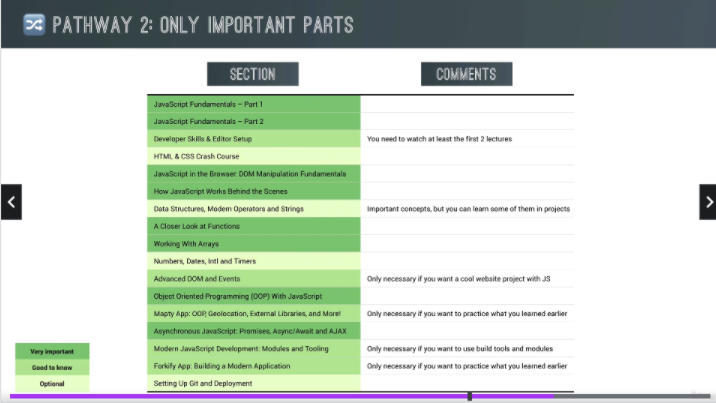 PATHWAY 2: ONLY IMPORTANT PARTS
SECTION COMMENTS
JavaScript Fundamentals – Part 1
JavaScript Fundamentals – Part 2
Developer Skills & Editor Setup You need to watch at least the first 2 lectures
HTML & CSS Crash Course
JavaScript in the Browser: DOM Manipulation Fundamentals
How JavaScript Works Behind the Scenes
Data Structures, Modern Operators and Strings Important concepts, but you can learn some of them in projects
A Closer Look at Functions
Working With Arrays
Numbers, Dates, Intl and Timers
Advanced DOM and Events Only necessary if you want a cool website project with JS
Object Oriented Programming (OOP) With JavaScript
Mapty App: OOP, Geolocation, External Libraries, and More! Only necessary if you want to practice what you learned earlier
Asynchronous JavaScript: Promises, Async/Await and AJAX
Modern JavaScript Development: Modules and Tooling Only necessary if you want to use build tools and modules
Forkify App: Building a Modern Application Only necessary if you want to practice what you learned earlier
Setting Up Git and Deployment
Very important
Good to know
Optional